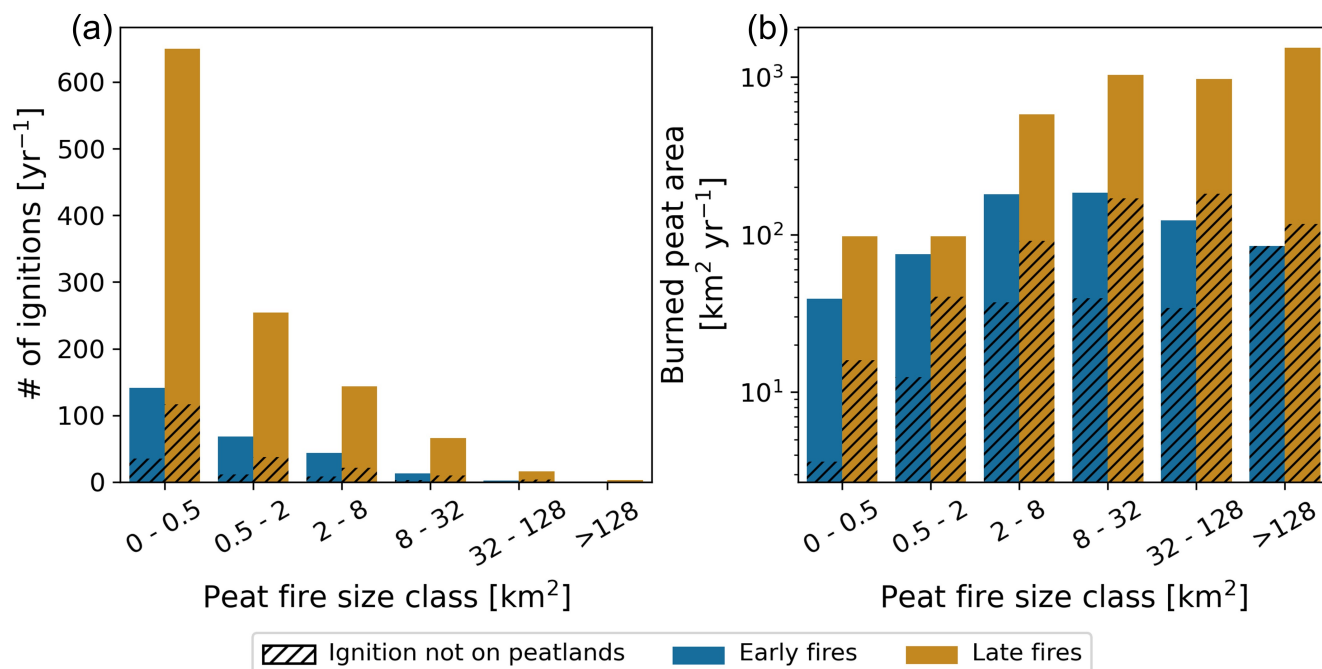 (a)
# of ignitions [yr⁻¹]
600
500
400
300
200
100
0
0 - 0.5
0.5 - 2
2 - 8
8 - 32
32 - 128
>128
Peat fire size class [km²]
(b)
Burned peat area
[km² yr⁻¹]
10³
10²
10¹
0 - 0.5
0.5 - 2
2 - 8
8 - 32
32 - 128
>128
Peat fire size class [km²]
Ignition not on peatlands
Early fires
Late fires